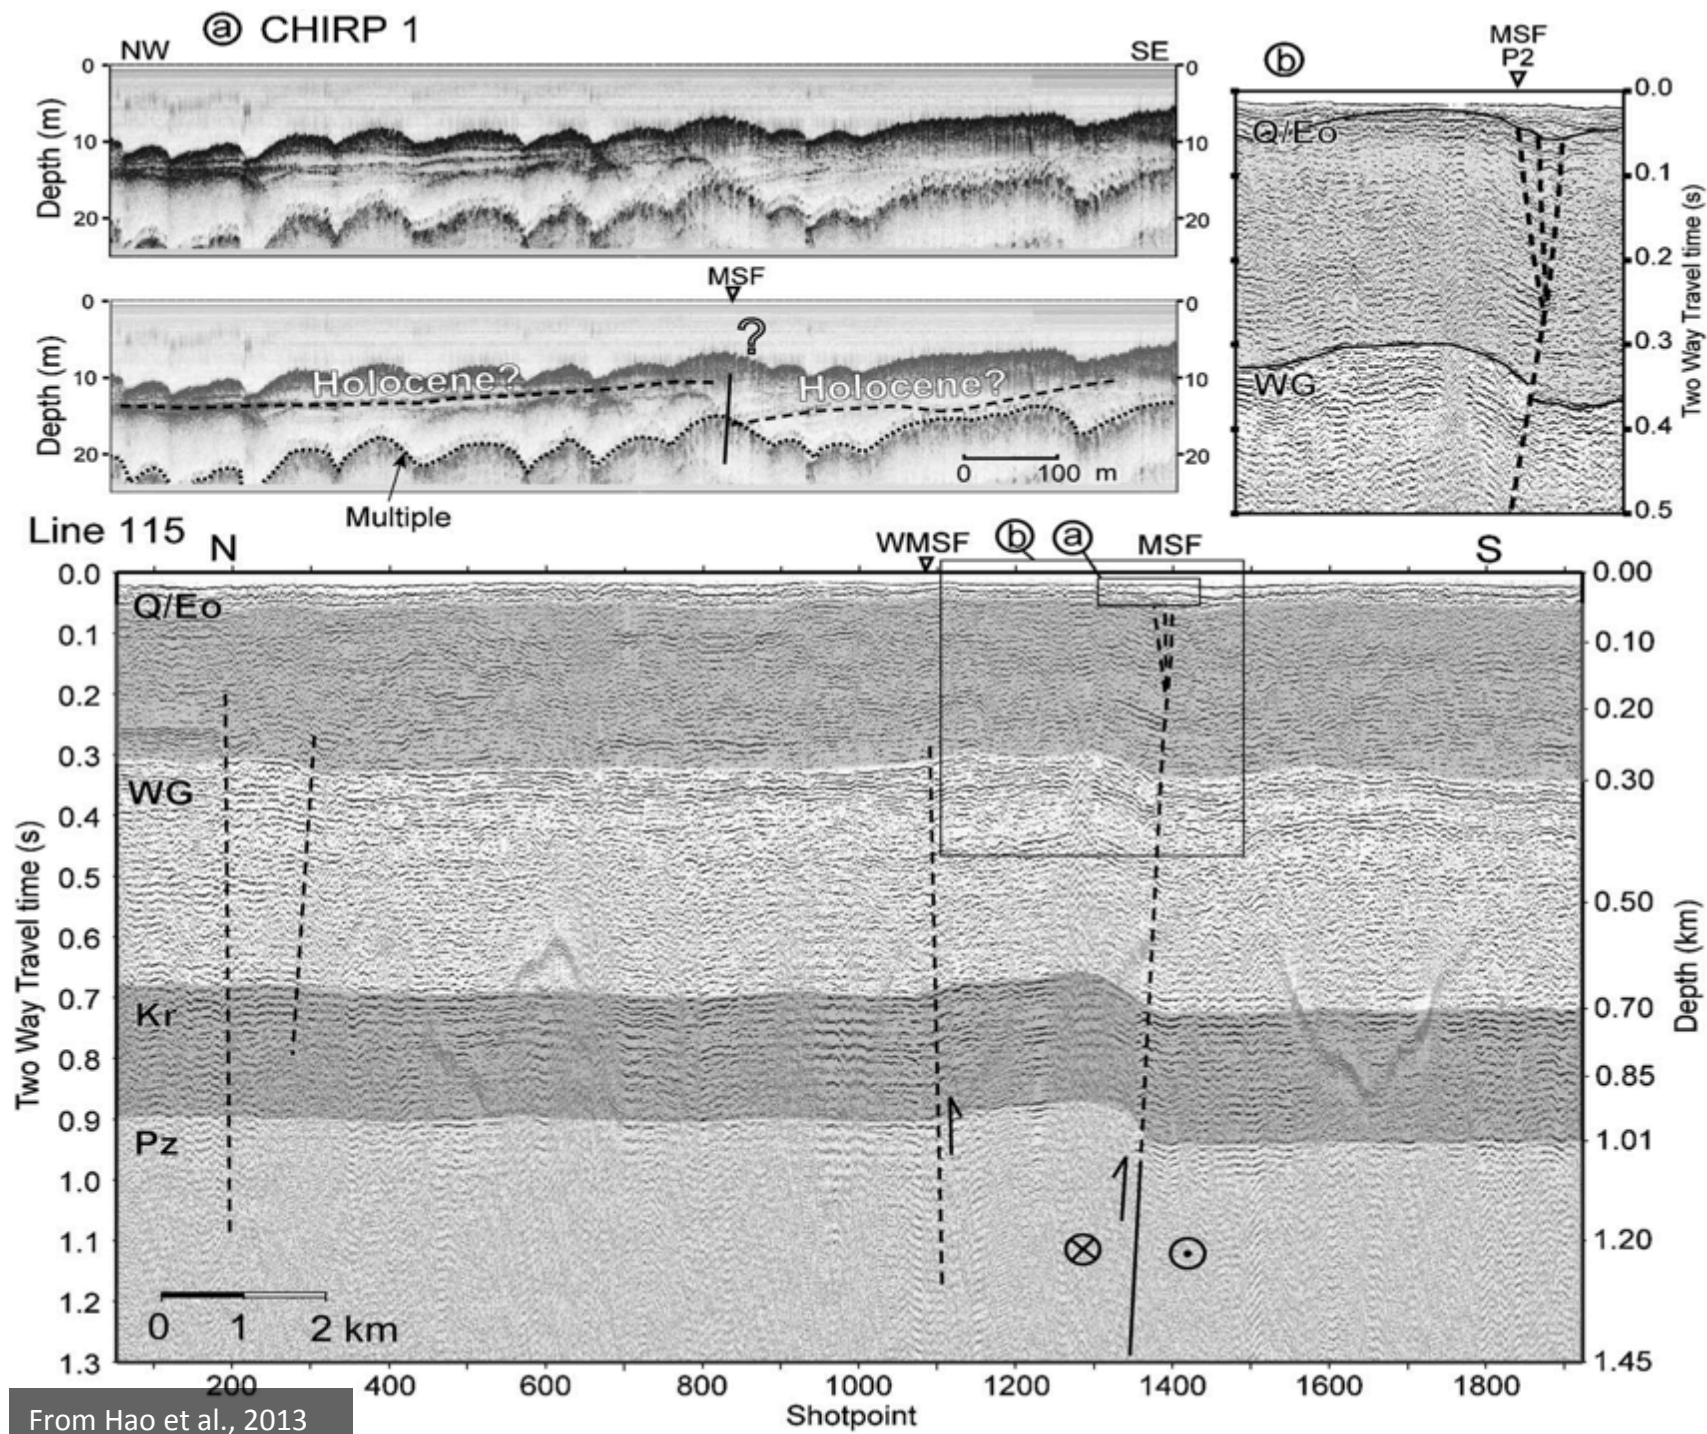 ⓐ CHIRP 1
NW
SE
0
10
20
Depth (m)
0
10
20
MSF
?
0
10
20
Depth (m)
0
10
20
Holocene?
Holocene?
0 100 m
Multiple
ⓑ
MSF
P2
Q/Eo
WG
0.0
0.1
0.2
0.3
0.4
0.5
Two Way Travel time (s)
Line 115
N
WMSF
ⓑ
ⓐ
MSF
S
0.0
0.1
0.2
0.3
0.4
0.5
0.6
0.7
0.8
0.9
1.0
1.1
1.2
1.3
Two Way Travel time (s)
Q/Eo
WG
Kr
Pz
0.00
0.10
0.20
0.30
0.50
0.70
0.85
1.01
1.20
1.45
Depth (km)
0 1 2 km
200 400 600 800 1000 1200 1400 1600 1800
Shotpoint
From Hao et al., 2013